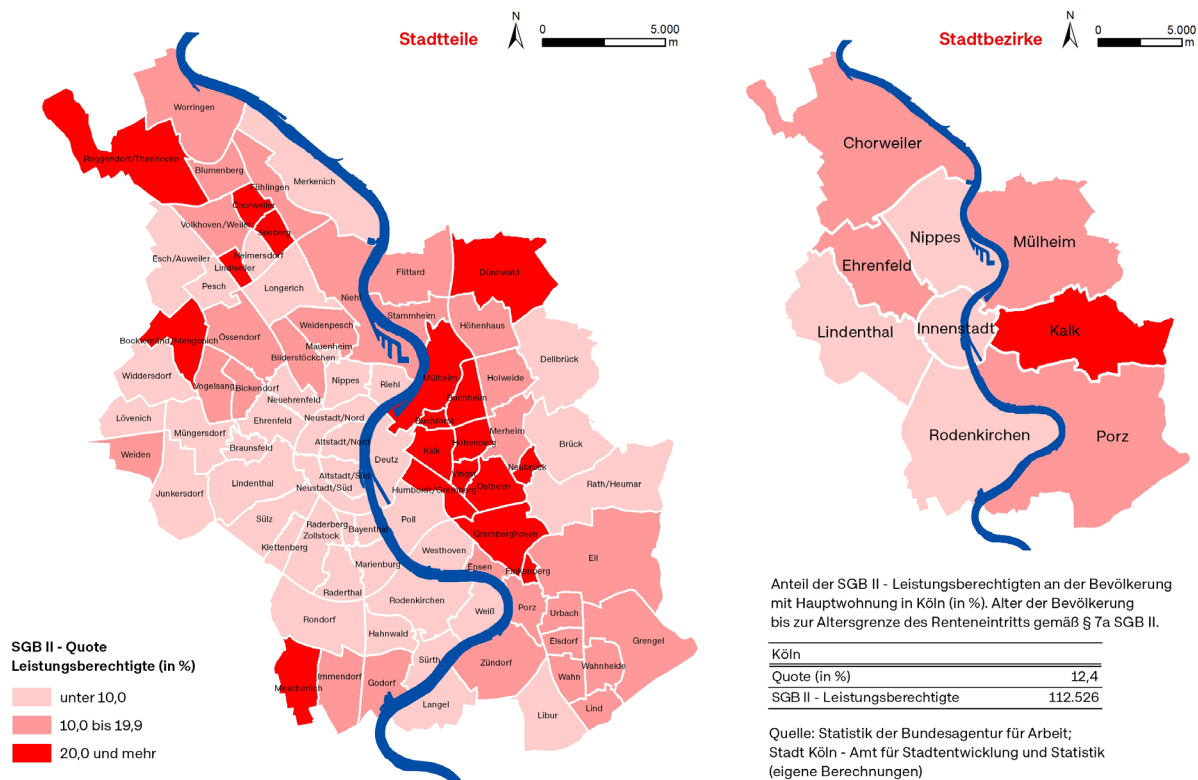 Stadtteile
N
0
5.000
m
Stadtbezirke
N
0
5.000
m
Worringen
Roggendorf/Thenhoven
Blumenberg
Fühlingen
Merkenich
Chorweiler
Volkhoven/Weiler
Seeberg
Esch/Auweiler
Heimersdorf
Lindweiler
Pesch
Longerich
Flittard
Dünnwald
Niehl
Stammheim
Höhenhaus
Weidenpesch
Ossendorf
Bocklemünd/Mengenich
Mauenheim
Bilderstöckchen
Dellbrück
Widdersdorf
Vogelsang
Bickendorf
Nippes
Riehl
Mülheim
Holweide
Neuehrenfeld
Buchheim
Lövenich
Ehrenfeld
Neustadt/Nord
Buchforst
Müngersdorf
Merheim
Altstadt/Nord
Höhenberg
Brück
Weiden
Braunsfeld
Kalk
Deutz
Neubrück
Lindenthal
Altstadt/Süd
Vingst
Junkersdorf
Neustadt/Süd
Humboldt/Gremberg
Ostheim
Rath/Heumar
Sülz
Raderberg
Poll
Zollstock
Bayenthal
Gremberghoven
Klettenberg
Westhoven
Eil
Marienburg
Ensen
Finkenberg
Raderthal
Rodenkirchen
Weiß
Porz
Urbach
Rondorf
Hahnwald
Elsdorf
Grengel
Sürth
Zündorf
Wahnheide
Immendorf
Wahn
Meschenich
Godorf
Langel
Lind
Libur
Chorweiler
Nippes
Mülheim
Ehrenfeld
Lindenthal
Innenstadt
Kalk
Rodenkirchen
Porz
SGB II - Quote
Leistungsberechtigte (in %)
unter 10,0
10,0 bis 19,9
20,0 und mehr
Anteil der SGB II - Leistungsberechtigten an der Bevölkerung
mit Hauptwohnung in Köln (in %). Alter der Bevölkerung
bis zur Altersgrenze des Renteneintritts gemäß § 7a SGB II.
Köln
Quote (in %) 12,4
SGB II - Leistungsberechtigte 112.526
Quelle: Statistik der Bundesagentur für Arbeit;
Stadt Köln - Amt für Stadtentwicklung und Statistik
(eigene Berechnungen)